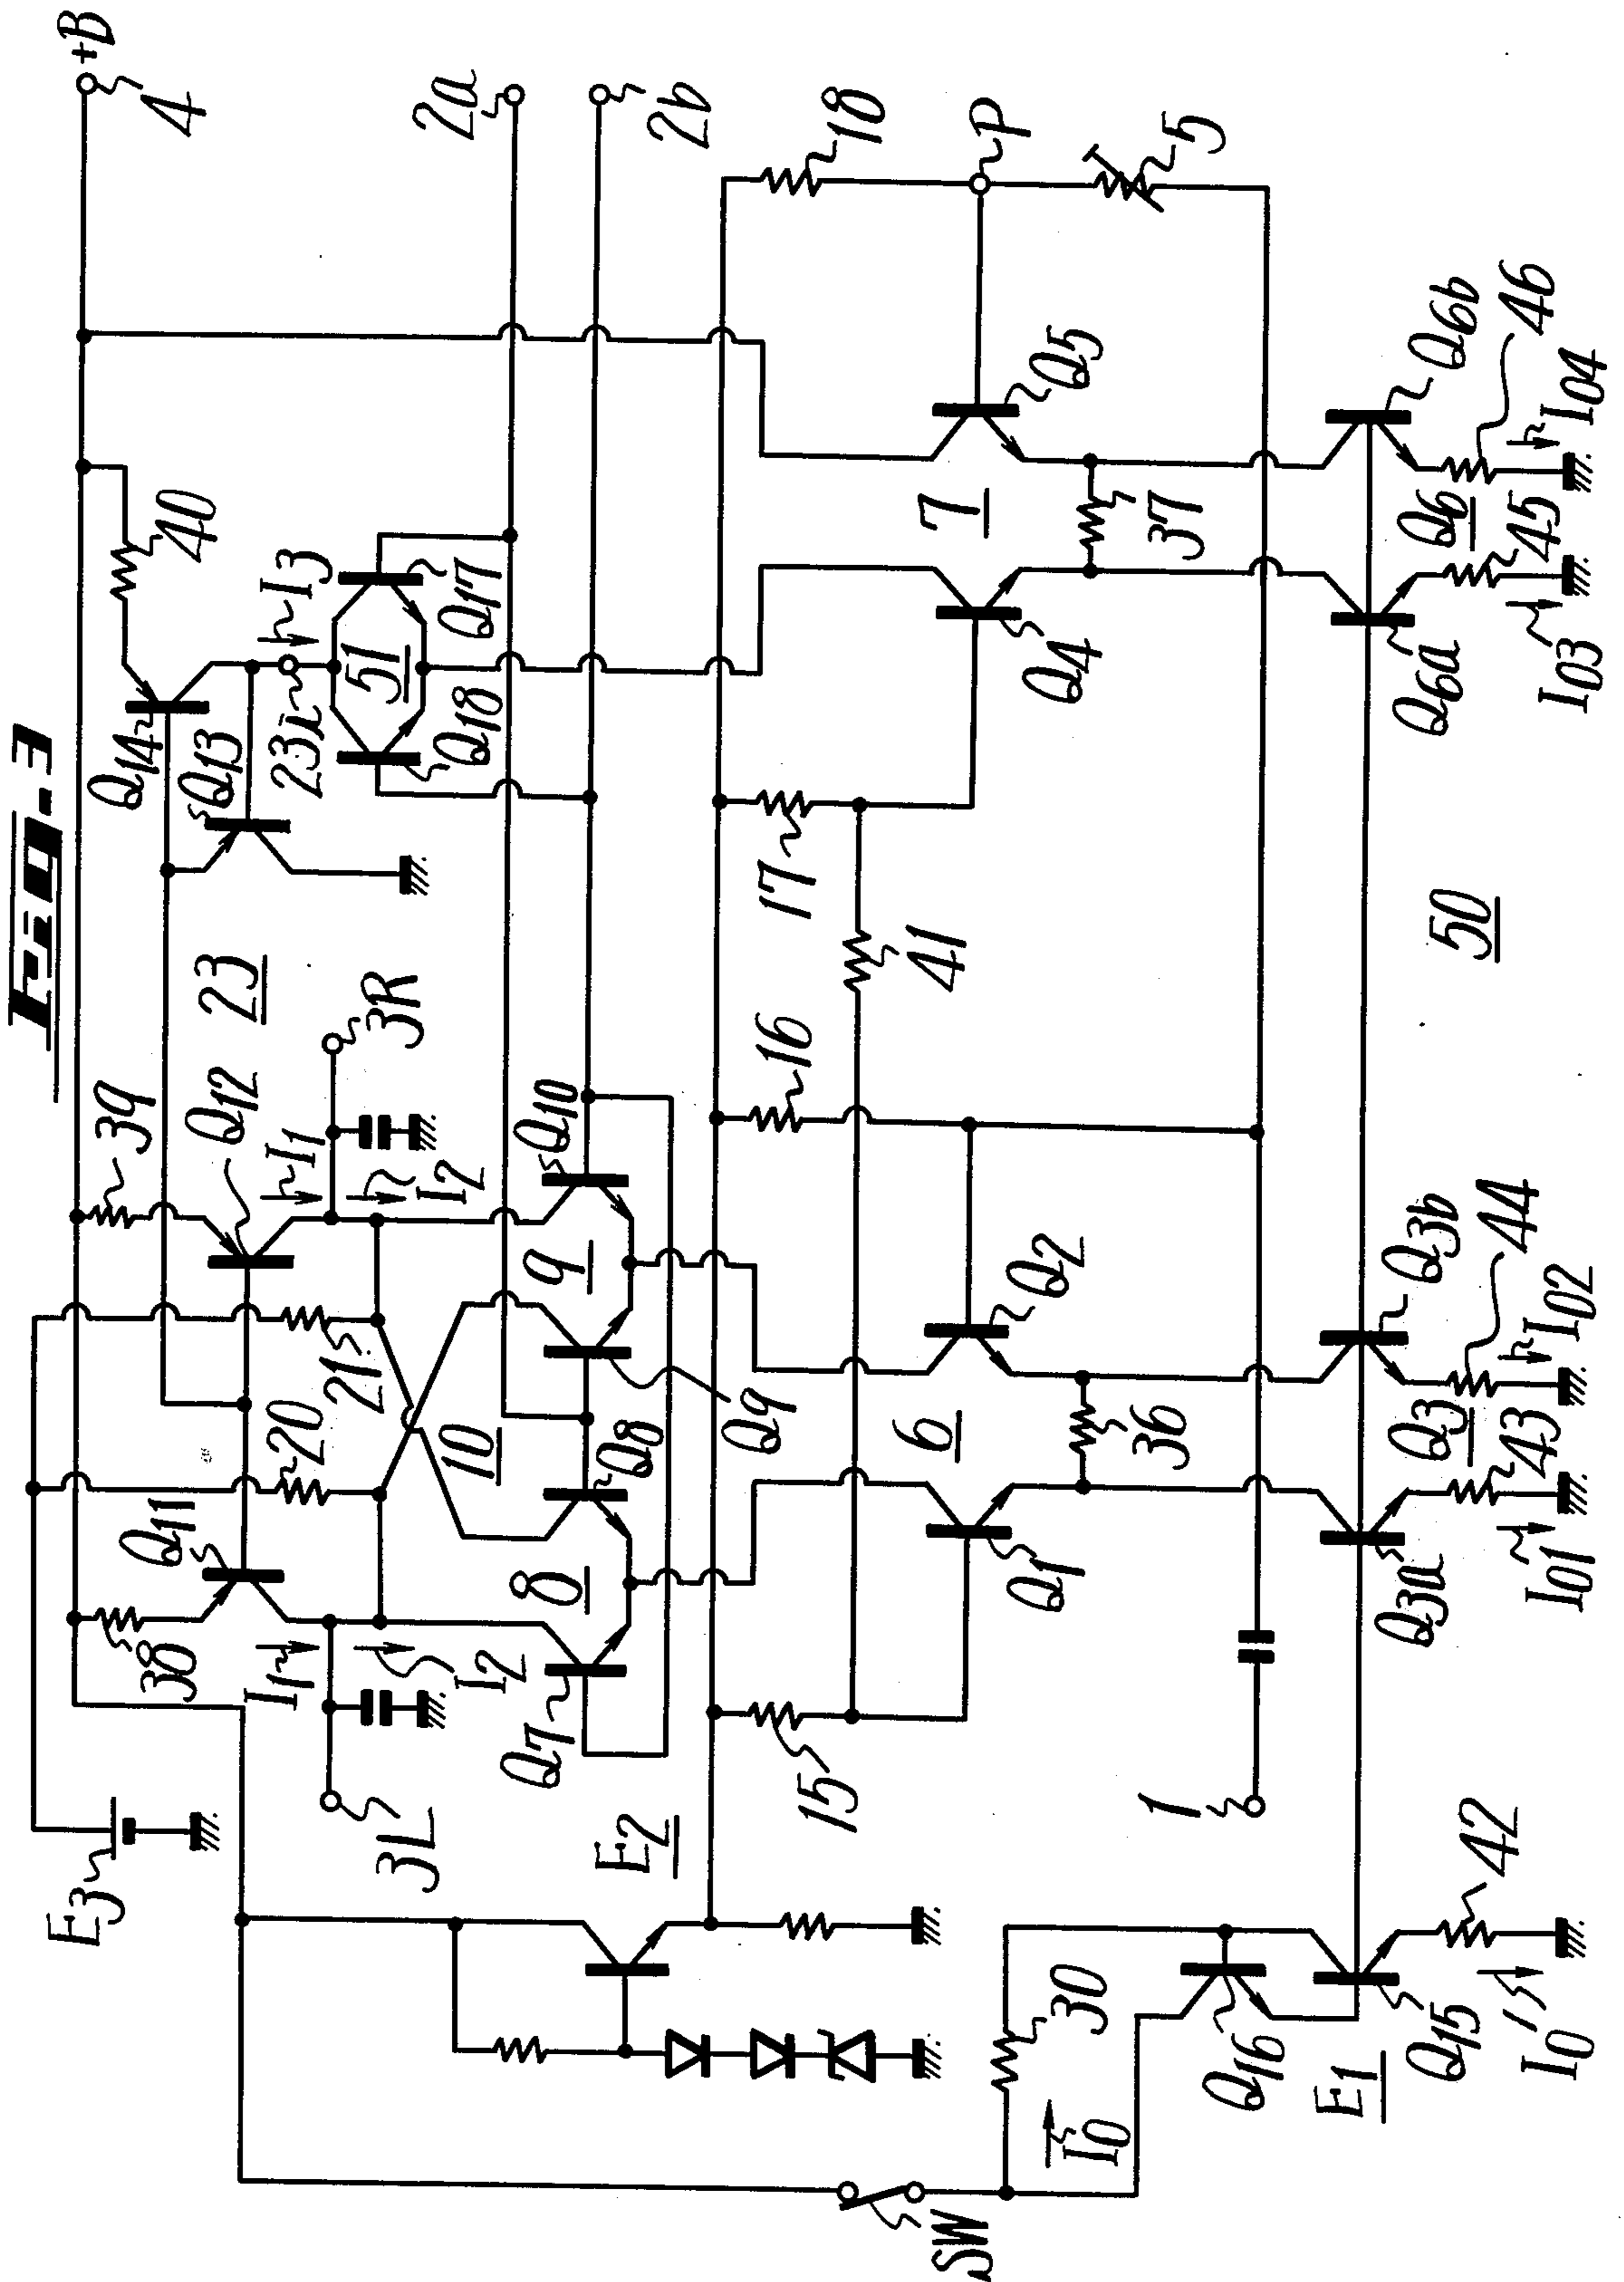 Fig. 3
+B
4
2a
2b
E3
38
Q11
20
21
39
Q12
23
Q14
40
Q13
23i
I3
51
Q18
Q17
3L
I1
I2
I1
I2
3R
E2
Q7
8
Q8
10
9
Q10
Q9
15
16
17
18
41
P
5
Q1
6
Q2
36
Q4
7
Q5
37
1
SW
I0
30
Q16
E1
Q15
42
I0'
Q3a
Q3
Q3b
43
44
I01
I02
50
Q6a
Q6
Q6b
45
46
I03
I04